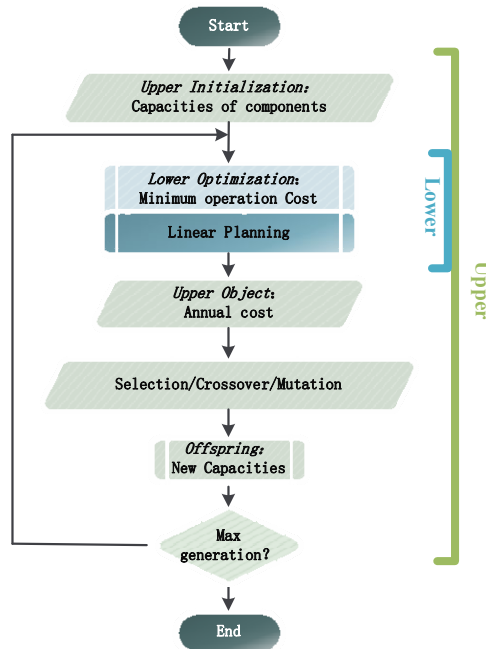 Start
Upper Initialization:
Capacities of components
Lower Optimization:
Minimum operation Cost
Linear Planning
Lower
Upper
Upper Object:
Annual cost
Selection/Crossover/Mutation
Offspring:
New Capacities
Max
generation?
End